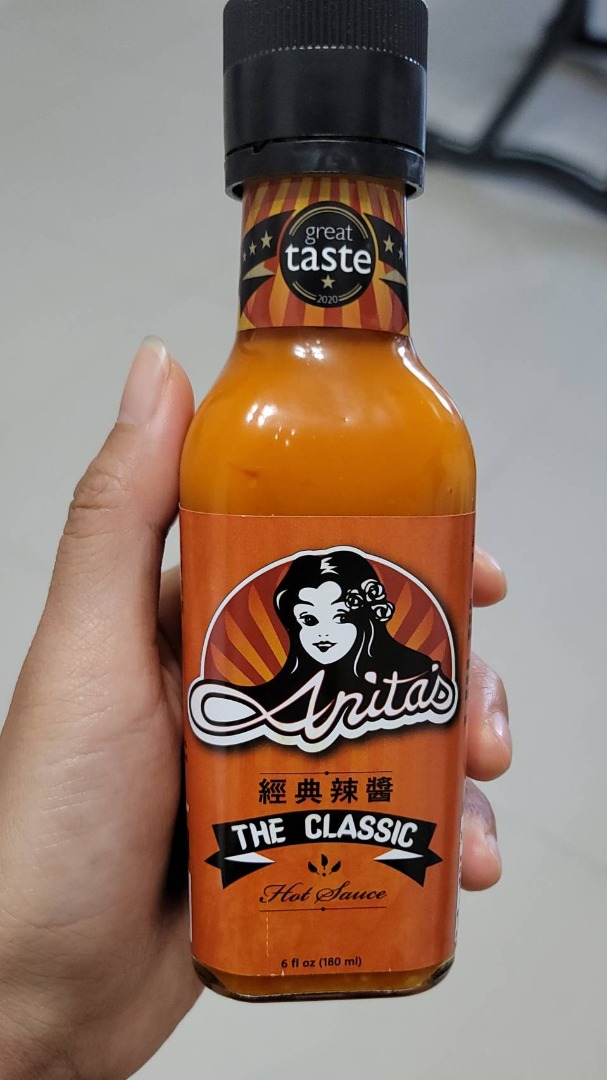 great
taste
2020
Anita's
經典辣醬
THE CLASSIC
Hot Sauce
6 fl oz (180 ml)